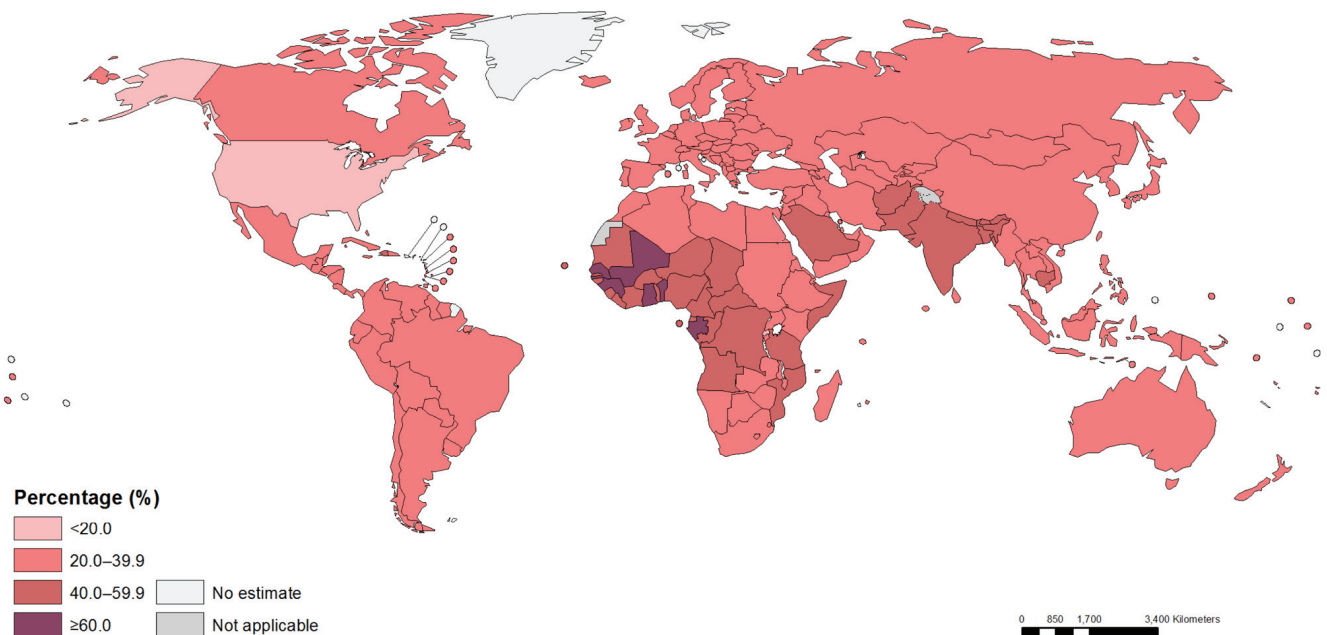 Percentage (%)
<20.0
20.0–39.9
40.0–59.9
≥60.0
No estimate
Not applicable
0 850 1,700 3,400 Kilometers